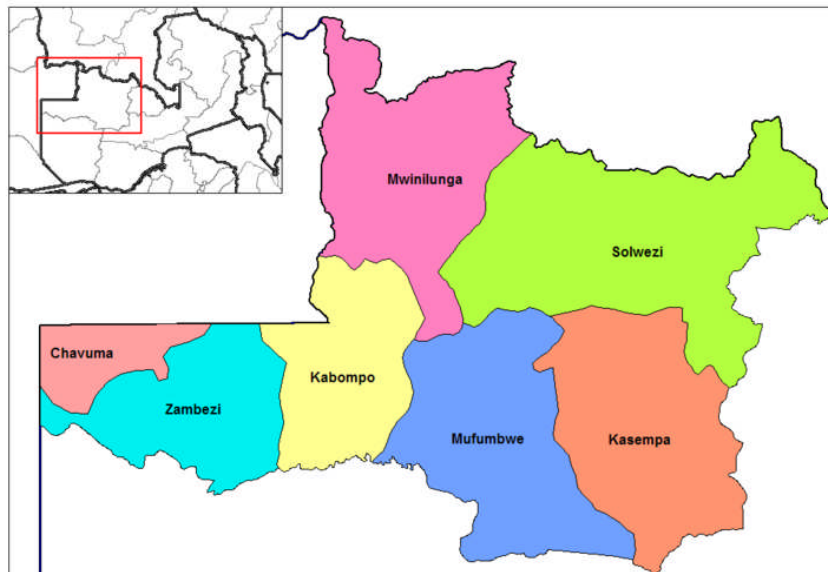 Mwinilunga
Solwezi
Chavuma
Kabompo
Zambezi
Mufumbwe
Kasempa